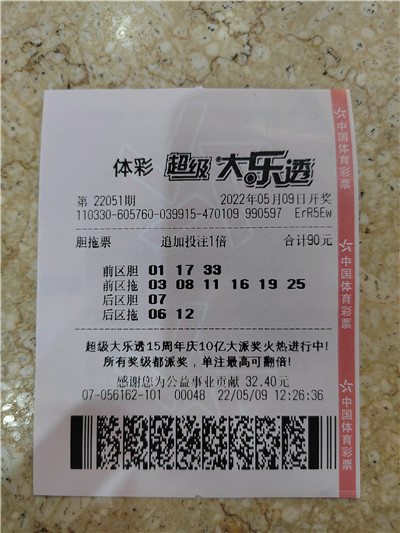 体彩 超级大乐透
第 22051期 2022年05月09日开奖
110330-605760-039915-470109 990597 ErR5Ew
胆拖票 追加投注1倍 合计90元
前区胆 01 17 33
前区拖 03 08 11 16 19 25
后区胆 07
后区拖 06 12
超级大乐透15周年庆10亿大派奖火热进行中!
所有奖级都派奖, 单注最高可翻倍!
感谢您为公益事业贡献 32.40元
07-056162-101 00048 22/05/09 12:26:36
中国体育彩票
中国体育彩票
中国体育彩票